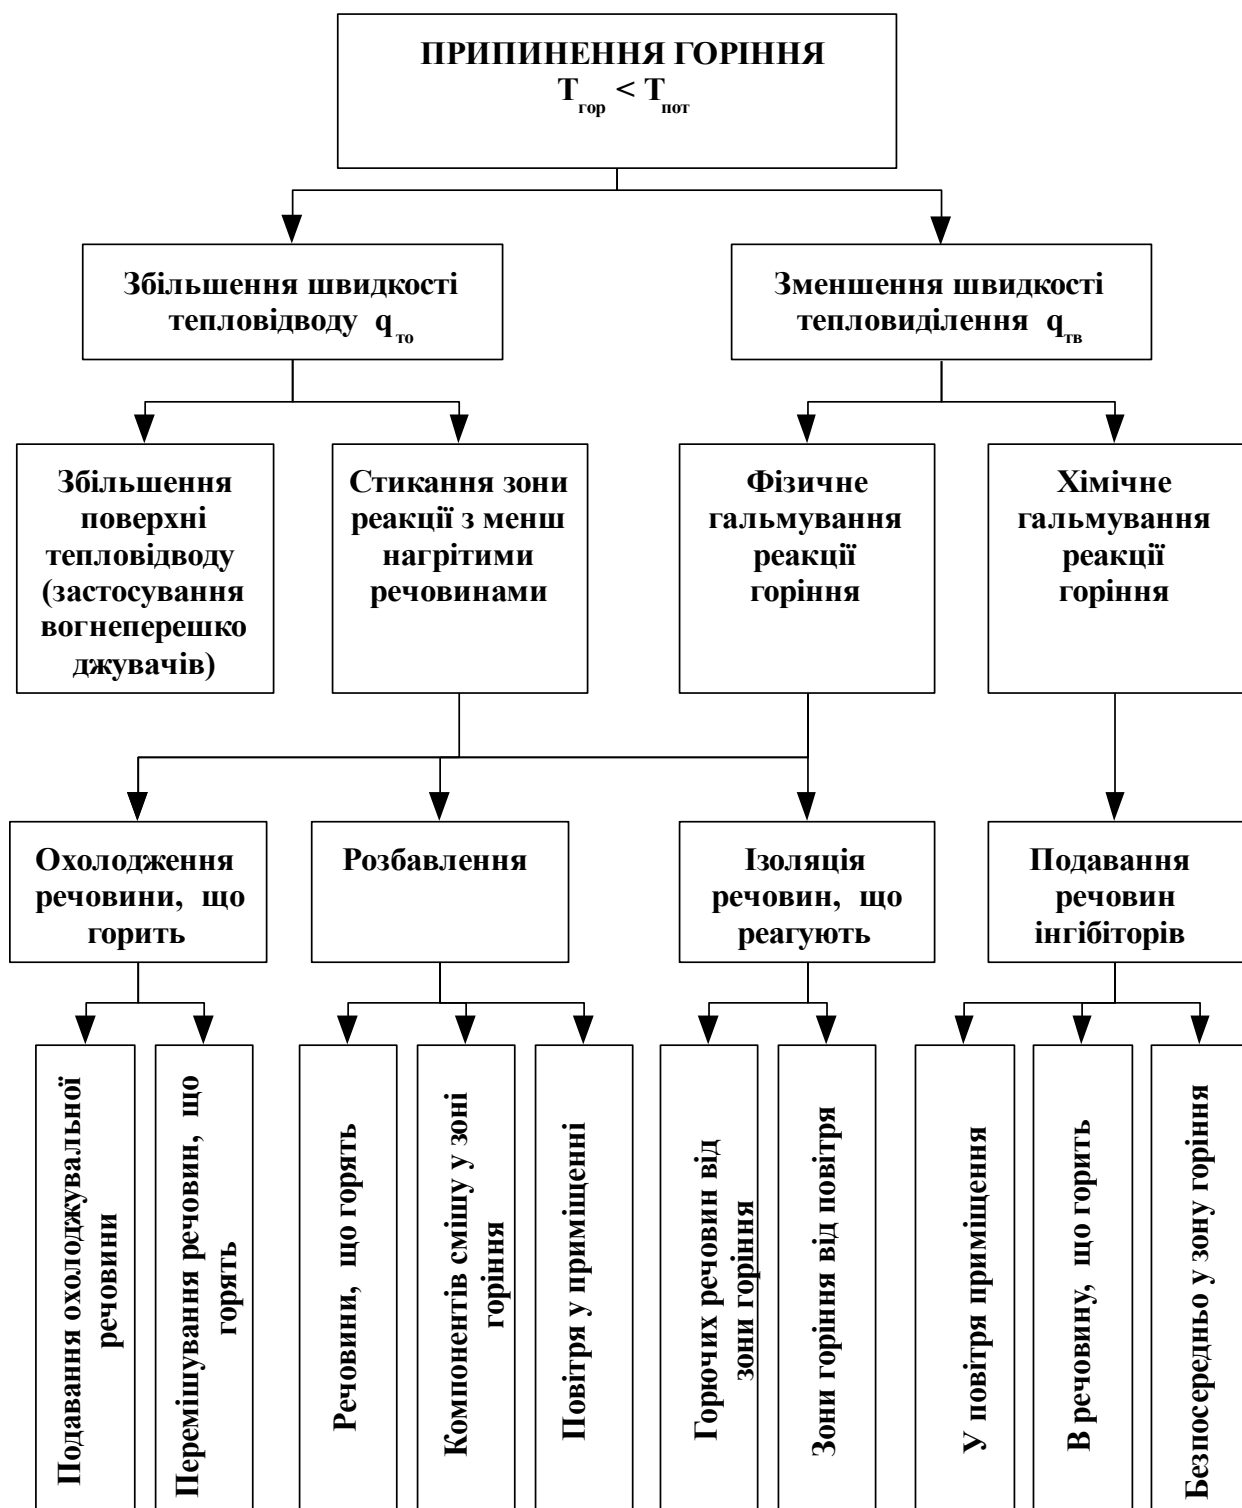 ПРИПИНЕННЯ ГОРІННЯ
Тгор < Тпот
Збільшення швидкості
тепловідводу qто
Зменшення швидкості
тепловиділення qтв
Збільшення
поверхні
тепловідводу
(застосування
вогнеперешко
джувачів)
Стикання зони
реакції з менш
нагрітими
речовинами
Фізичне
гальмування
реакції
горіння
Хімічне
гальмування
реакції
горіння
Охолодження
речовини, що
горить
Розбавлення
Ізоляція
речовин, що
реагують
Подавання
речовин
інгібіторів
Подавання охолоджувальної
речовини
Перемішування речовин, що
горять
Речовини, що горять
Компонентів смішу у зоні
горіння
Повітря у приміщенні
Горючих речовин від
зони горіння
Зони горіння від повітря
У повітря приміщення
В речовину, що горить
Безпосередньо у зону горіння